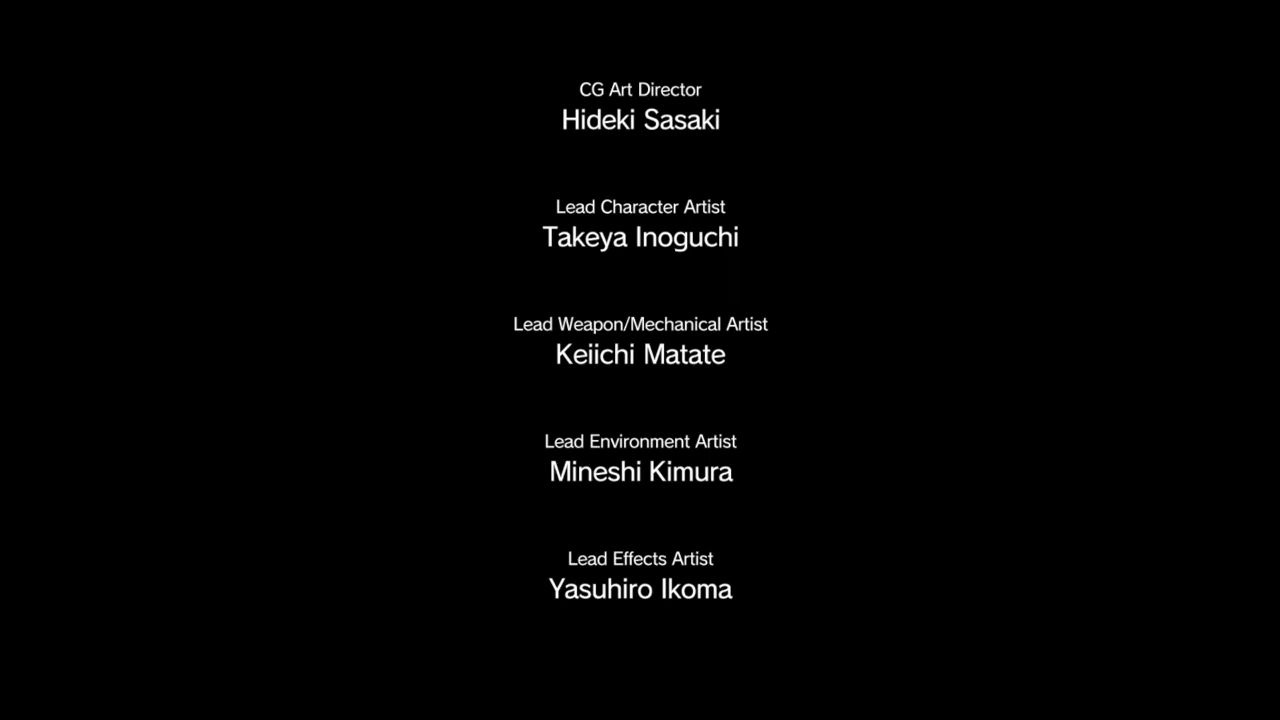 CG Art Director
Hideki Sasaki
Lead Character Artist
Takeya Inoguchi
Lead Weapon/Mechanical Artist
Keiichi Matate
Lead Environment Artist
Mineshi Kimura
Lead Effects Artist
Yasuhiro Ikoma